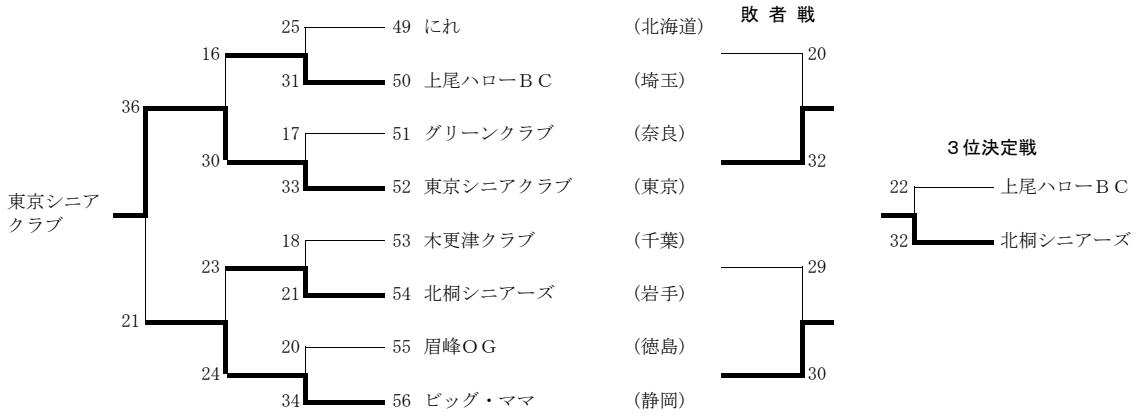 敗者戦
25 49 にれ (北海道)
16 20
31 50 上尾ハローBC (埼玉)
36
17 51 グリーンクラブ (奈良)
30 32 3位決定戦
33 52 東京シニアクラブ (東京) 22 上尾ハローBC
東京シニア
クラブ
18 53 木更津クラブ (千葉) 32 北桐シニアーズ
23 29
21 54 北桐シニアーズ (岩手)
21
20 55 眉峰OG (徳島)
24 30
34 56 ビッグ・ママ (静岡)